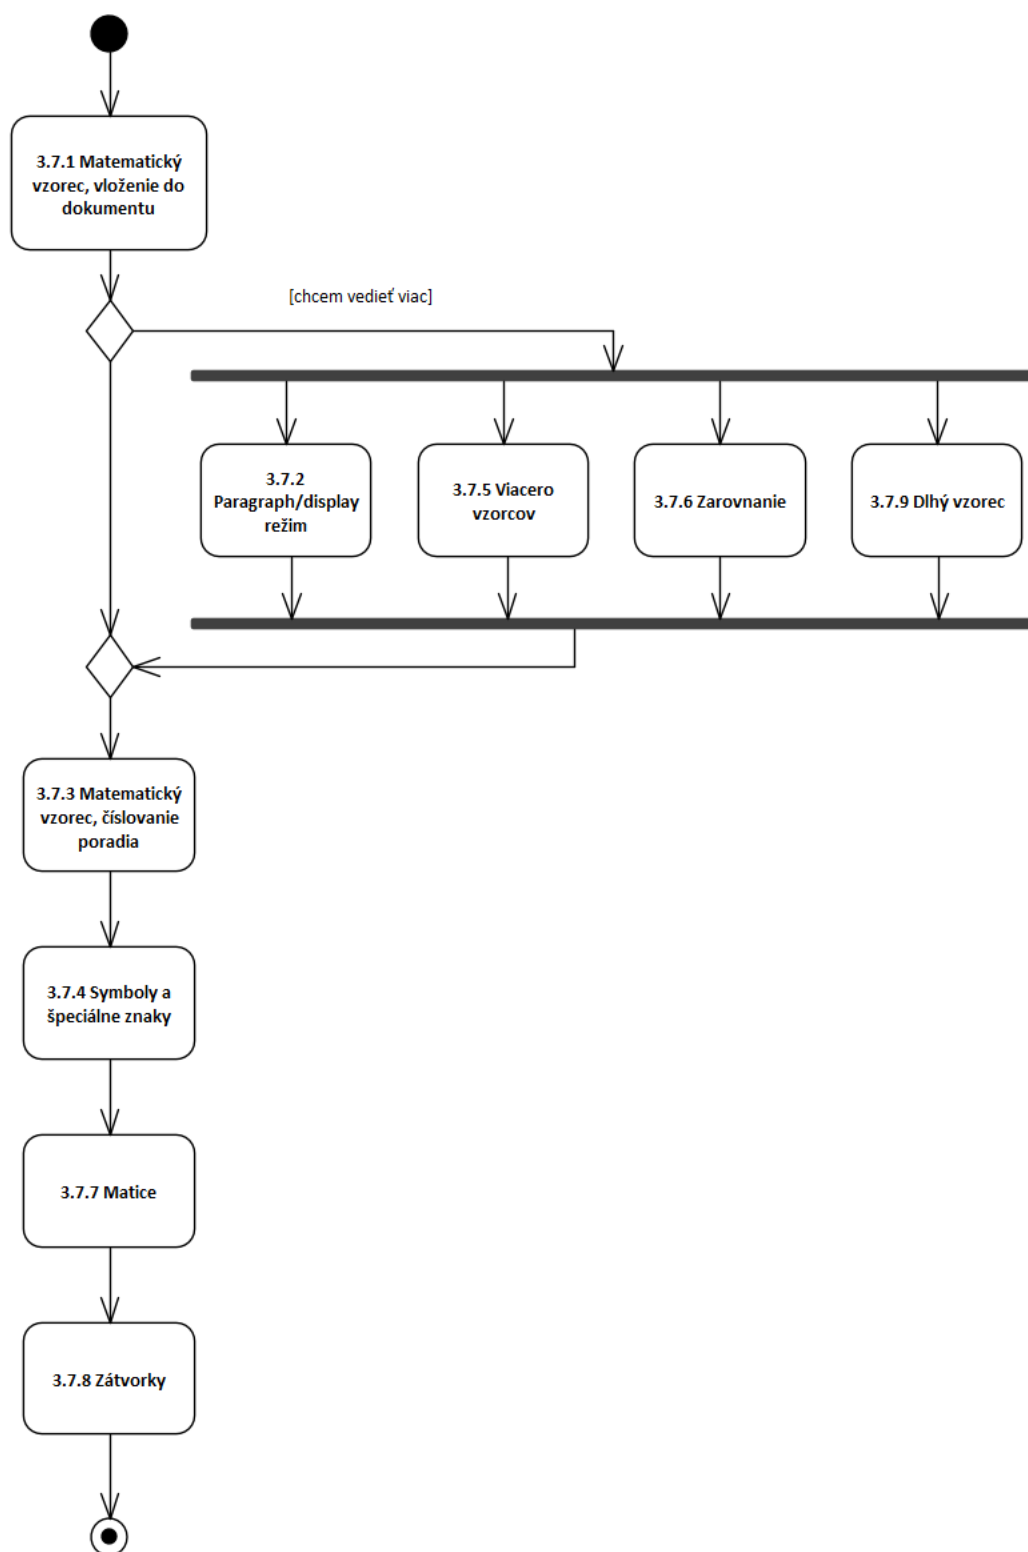 3.7.1 Matematický
vzorec, vloženie do
dokumentu
[chcem vedieť viac]
3.7.2
Paragraph/display
režim
3.7.5 Viacero
vzorcov
3.7.6 Zarovnanie
3.7.9 Dlhý vzorec
3.7.3 Matematický
vzorec, číslovanie
poradia
3.7.4 Symboly a
špeciálne znaky
3.7.7 Matice
3.7.8 Zátvorky